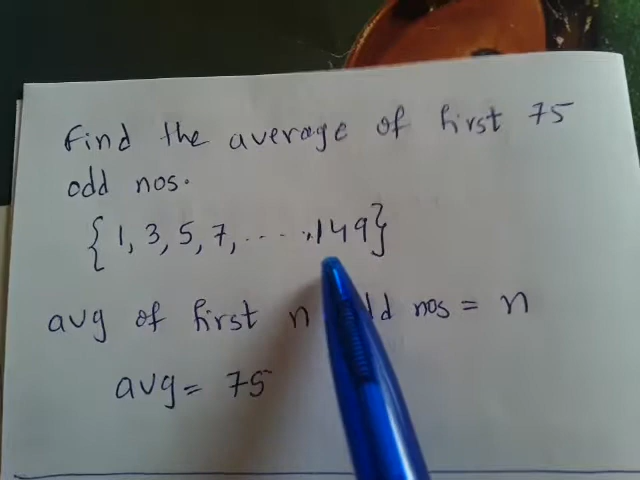 Find the average of first 75
odd nos.
{1, 3, 5, 7, ....., 149}
avg of first n odd nos = n
avg = 75